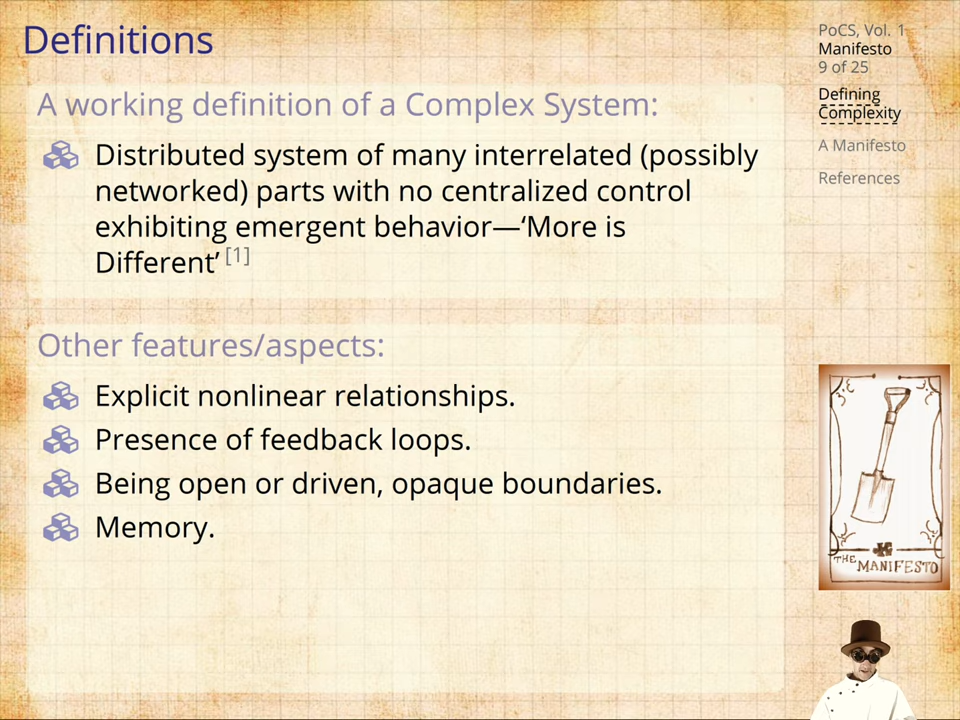 Definitions
A working definition of a Complex System:
Distributed system of many interrelated (possibly
networked) parts with no centralized control
exhibiting emergent behavior—‘More is
Different’ [1]
Other features/aspects:
Explicit nonlinear relationships.
Presence of feedback loops.
Being open or driven, opaque boundaries.
Memory.
PoCS, Vol. 1
Manifesto
9 of 25
Defining
Complexity
A Manifesto
References
THE MANIFESTO